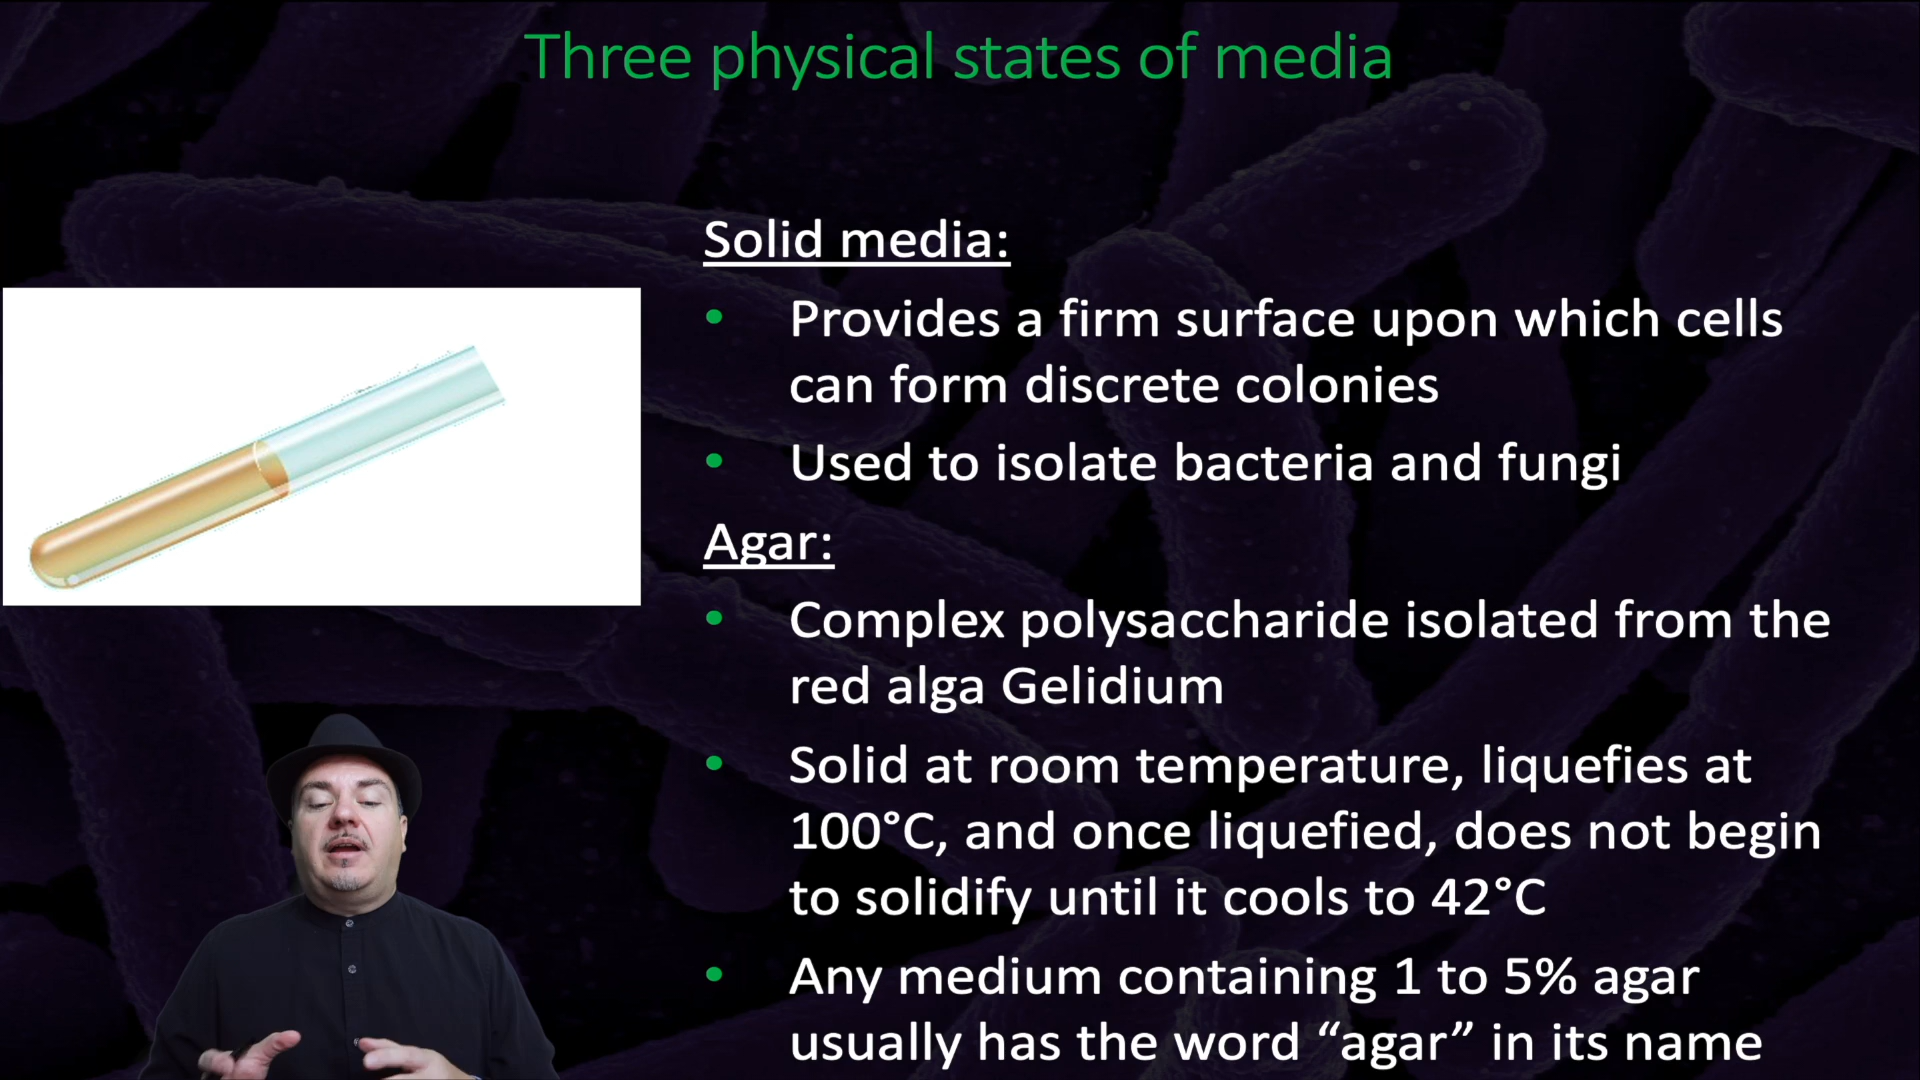 Three physical states of media
Solid media:
• Provides a firm surface upon which cells
can form discrete colonies
• Used to isolate bacteria and fungi
Agar:
• Complex polysaccharide isolated from the
red alga Gelidium
• Solid at room temperature, liquefies at
100°C, and once liquefied, does not begin
to solidify until it cools to 42°C
• Any medium containing 1 to 5% agar
usually has the word “agar” in its name